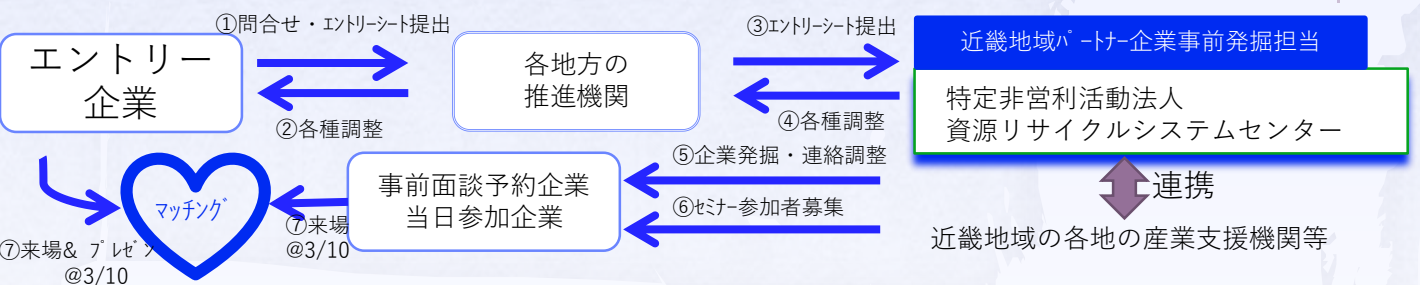 ①問合せ・ｴﾝﾄﾘｰｼｰﾄ提出
エントリー
企業
②各種調整
各地方の
推進機関
③ｴﾝﾄﾘｰｼｰﾄ提出
④各種調整
近畿地域ﾊﾟｰﾄﾅｰ企業事前発掘担当
特定非営利活動法人
資源リサイクルシステムセンター
連携
近畿地域の各地の産業支援機関等
⑤企業発掘・連絡調整
⑥ｾﾐﾅｰ参加者募集
事前面談予約企業
当日参加企業
⑦来場
@3/10
ﾏｯﾁﾝｸﾞ
⑦来場& ﾌﾟﾚｾﾞﾝ
@3/10